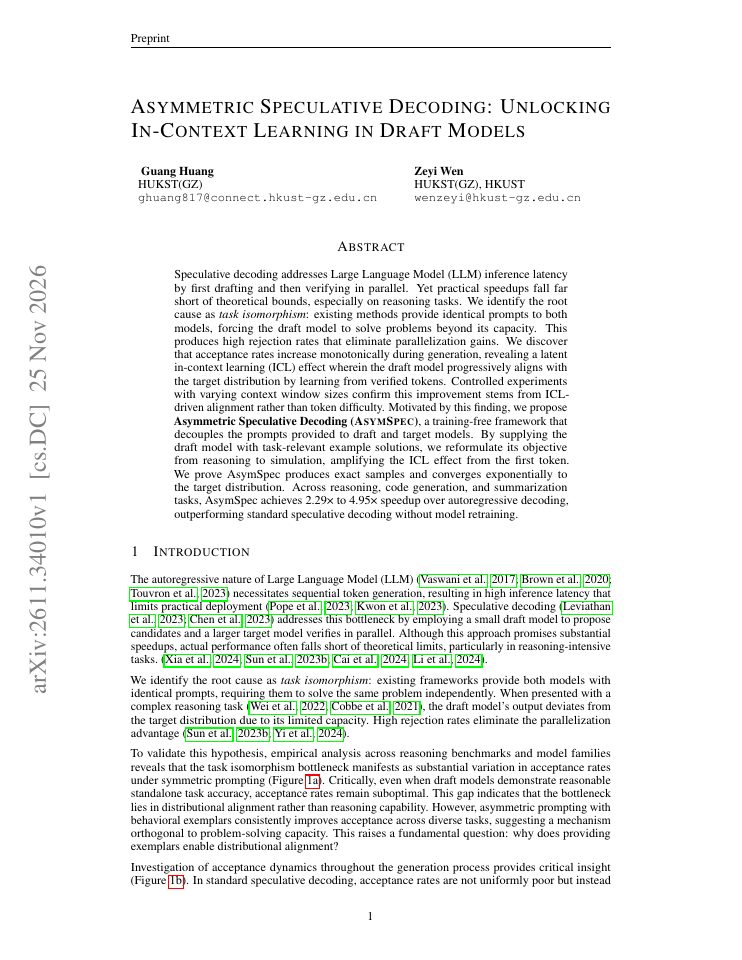 Preprint
ASYMMETRIC SPECULATIVE DECODING: UNLOCKING
IN-CONTEXT LEARNING IN DRAFT MODELS
Guang Huang
HUKST(GZ)
ghuang817@connect.hkust-gz.edu.cn
Zeyi Wen
HUKST(GZ), HKUST
wenzeyi@hkust-gz.edu.cn
ABSTRACT
Speculative decoding addresses Large Language Model (LLM) inference latency
by first drafting and then verifying in parallel. Yet practical speedups fall far
short of theoretical bounds, especially on reasoning tasks. We identify the root
cause as task isomorphism: existing methods provide identical prompts to both
models, forcing the draft model to solve problems beyond its capacity. This
produces high rejection rates that eliminate parallelization gains. We discover
that acceptance rates increase monotonically during generation, revealing a latent
in-context learning (ICL) effect wherein the draft model progressively aligns with
the target distribution by learning from verified tokens. Controlled experiments
with varying context window sizes confirm this improvement stems from ICL-
driven alignment rather than token difficulty. Motivated by this finding, we propose
Asymmetric Speculative Decoding (ASYMSPEC), a training-free framework that
decouples the prompts provided to draft and target models. By supplying the
draft model with task-relevant example solutions, we reformulate its objective
from reasoning to simulation, amplifying the ICL effect from the first token.
We prove AsymSpec produces exact samples and converges exponentially to
the target distribution. Across reasoning, code generation, and summarization
tasks, AsymSpec achieves 2.29× to 4.95× speedup over autoregressive decoding,
outperforming standard speculative decoding without model retraining.
1 INTRODUCTION
The autoregressive nature of Large Language Model (LLM) (Vaswani et al., 2017; Brown et al., 2020;
Touvron et al., 2023) necessitates sequential token generation, resulting in high inference latency that
limits practical deployment (Pope et al., 2023; Kwon et al., 2023). Speculative decoding (Leviathan
et al., 2023; Chen et al., 2023) addresses this bottleneck by employing a small draft model to propose
candidates and a larger target model verifies in parallel. Although this approach promises substantial
speedups, actual performance often falls short of theoretical limits, particularly in reasoning-intensive
tasks. (Xia et al., 2024; Sun et al., 2023b; Cai et al., 2024; Li et al., 2024).
We identify the root cause as task isomorphism: existing frameworks provide both models with
identical prompts, requiring them to solve the same problem independently. When presented with a
complex reasoning task (Wei et al., 2022; Cobbe et al., 2021), the draft model's output deviates from
the target distribution due to its limited capacity. High rejection rates eliminate the parallelization
advantage (Sun et al., 2023b; Yi et al., 2024).
To validate this hypothesis, empirical analysis across reasoning benchmarks and model families
reveals that the task isomorphism bottleneck manifests as substantial variation in acceptance rates
under symmetric prompting (Figure 1a). Critically, even when draft models demonstrate reasonable
standalone task accuracy, acceptance rates remain suboptimal. This gap indicates that the bottleneck
lies in distributional alignment rather than reasoning capability. However, asymmetric prompting with
behavioral exemplars consistently improves acceptance across diverse tasks, suggesting a mechanism
orthogonal to problem-solving capacity. This raises a fundamental question: why does providing
exemplars enable distributional alignment?
Investigation of acceptance dynamics throughout the generation process provides critical insight
(Figure 1b). In standard speculative decoding, acceptance rates are not uniformly poor but instead
1
arXiv:2611.34010v1 [cs.DC] 25 Nov 2026